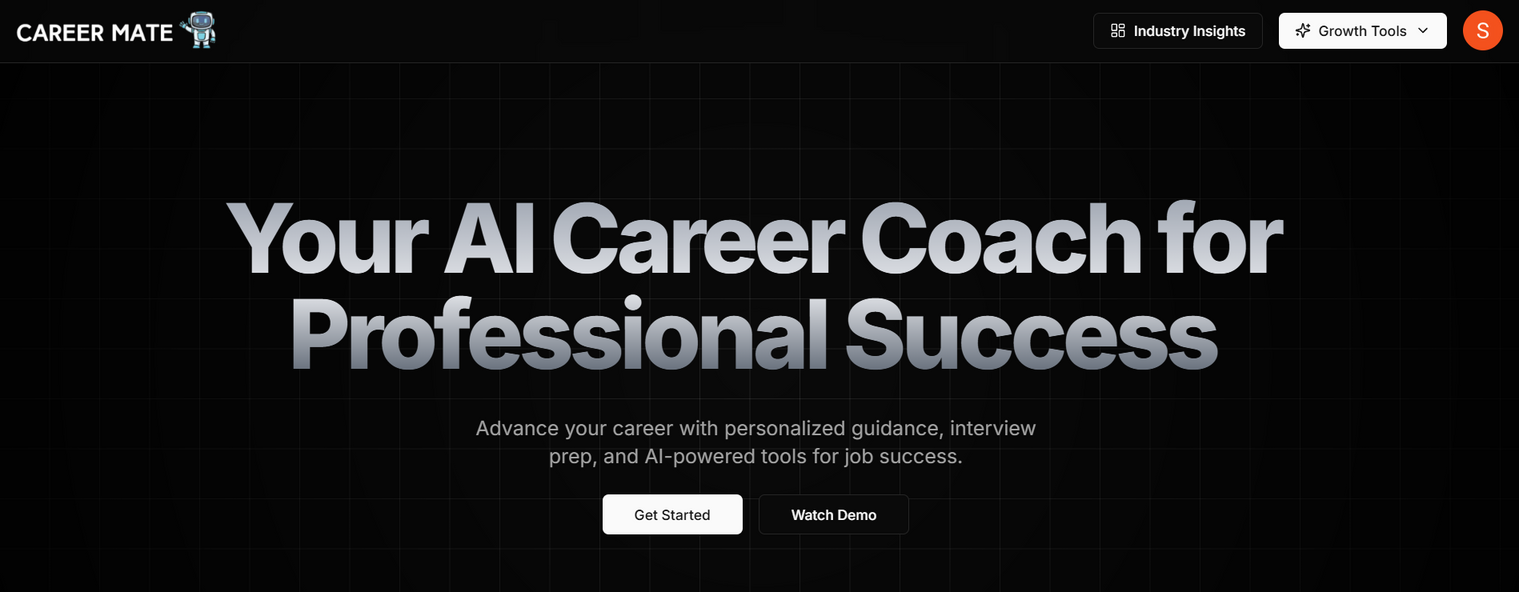 CAREER MATE
Industry Insights
Growth Tools
S
Your AI Career Coach for
Professional Success
Advance your career with personalized guidance, interview
prep, and AI-powered tools for job success.
Get Started
Watch Demo